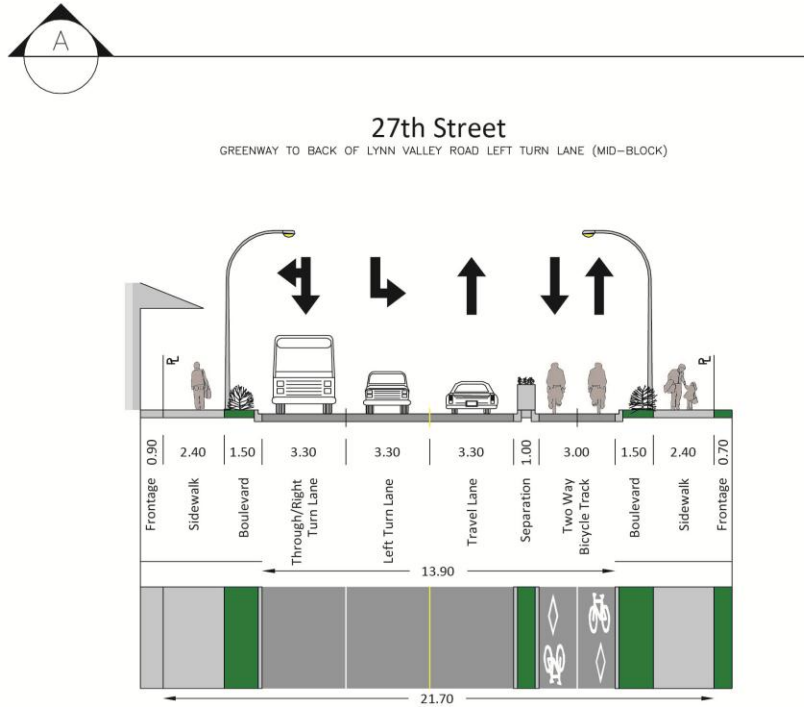 A
27th Street
GREENWAY TO BACK OF LYNN VALLEY ROAD LEFT TURN LANE (MID-BLOCK)
PL
PL
0.90
2.40
1.50
3.30
3.30
3.30
1.00
3.00
1.50
2.40
0.70
Frontage
Sidewalk
Boulevard
Through/Right
Turn Lane
Left Turn Lane
Travel Lane
Separation
Two Way
Bicycle Track
Boulevard
Sidewalk
Frontage
13.90
21.70